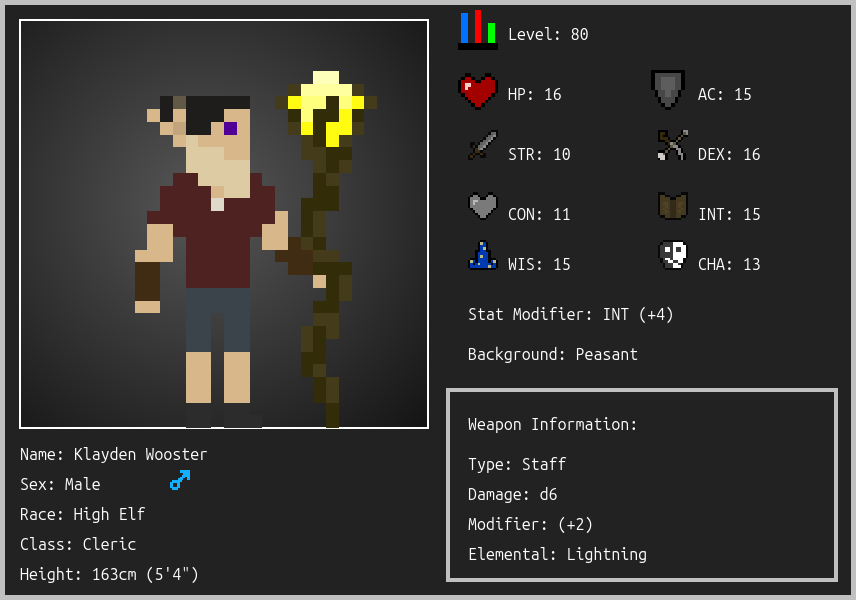 Level: 80
HP: 16
AC: 15
STR: 10
DEX: 16
CON: 11
INT: 15
WIS: 15
CHA: 13
Stat Modifier: INT (+4)
Background: Peasant
Weapon Information:
Type: Staff
Damage: d6
Modifier: (+2)
Elemental: Lightning
Name: Klayden Wooster
Sex: Male
Race: High Elf
Class: Cleric
Height: 163cm (5'4")